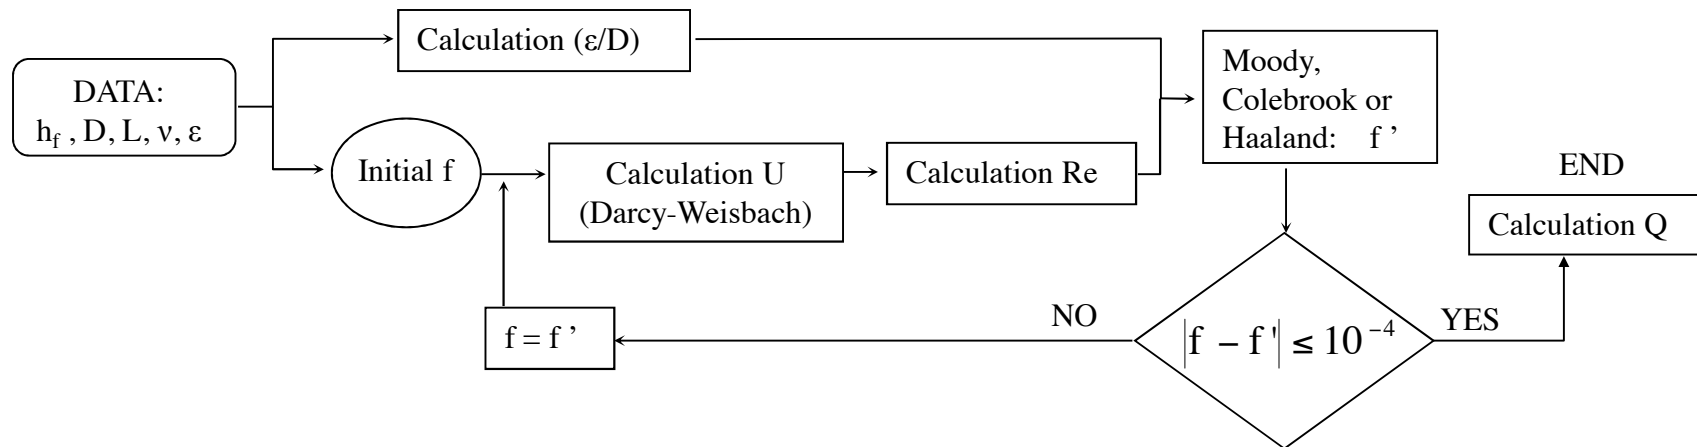 Calculation (ε/D)
DATA:
h_f , D, L, ν, ε
Initial f
Calculation U
(Darcy-Weisbach)
Calculation Re
Moody,
Colebrook or
Haaland: f ’
END
Calculation Q
f = f ’
NO
|f − f '| ≤ 10⁻⁴
YES